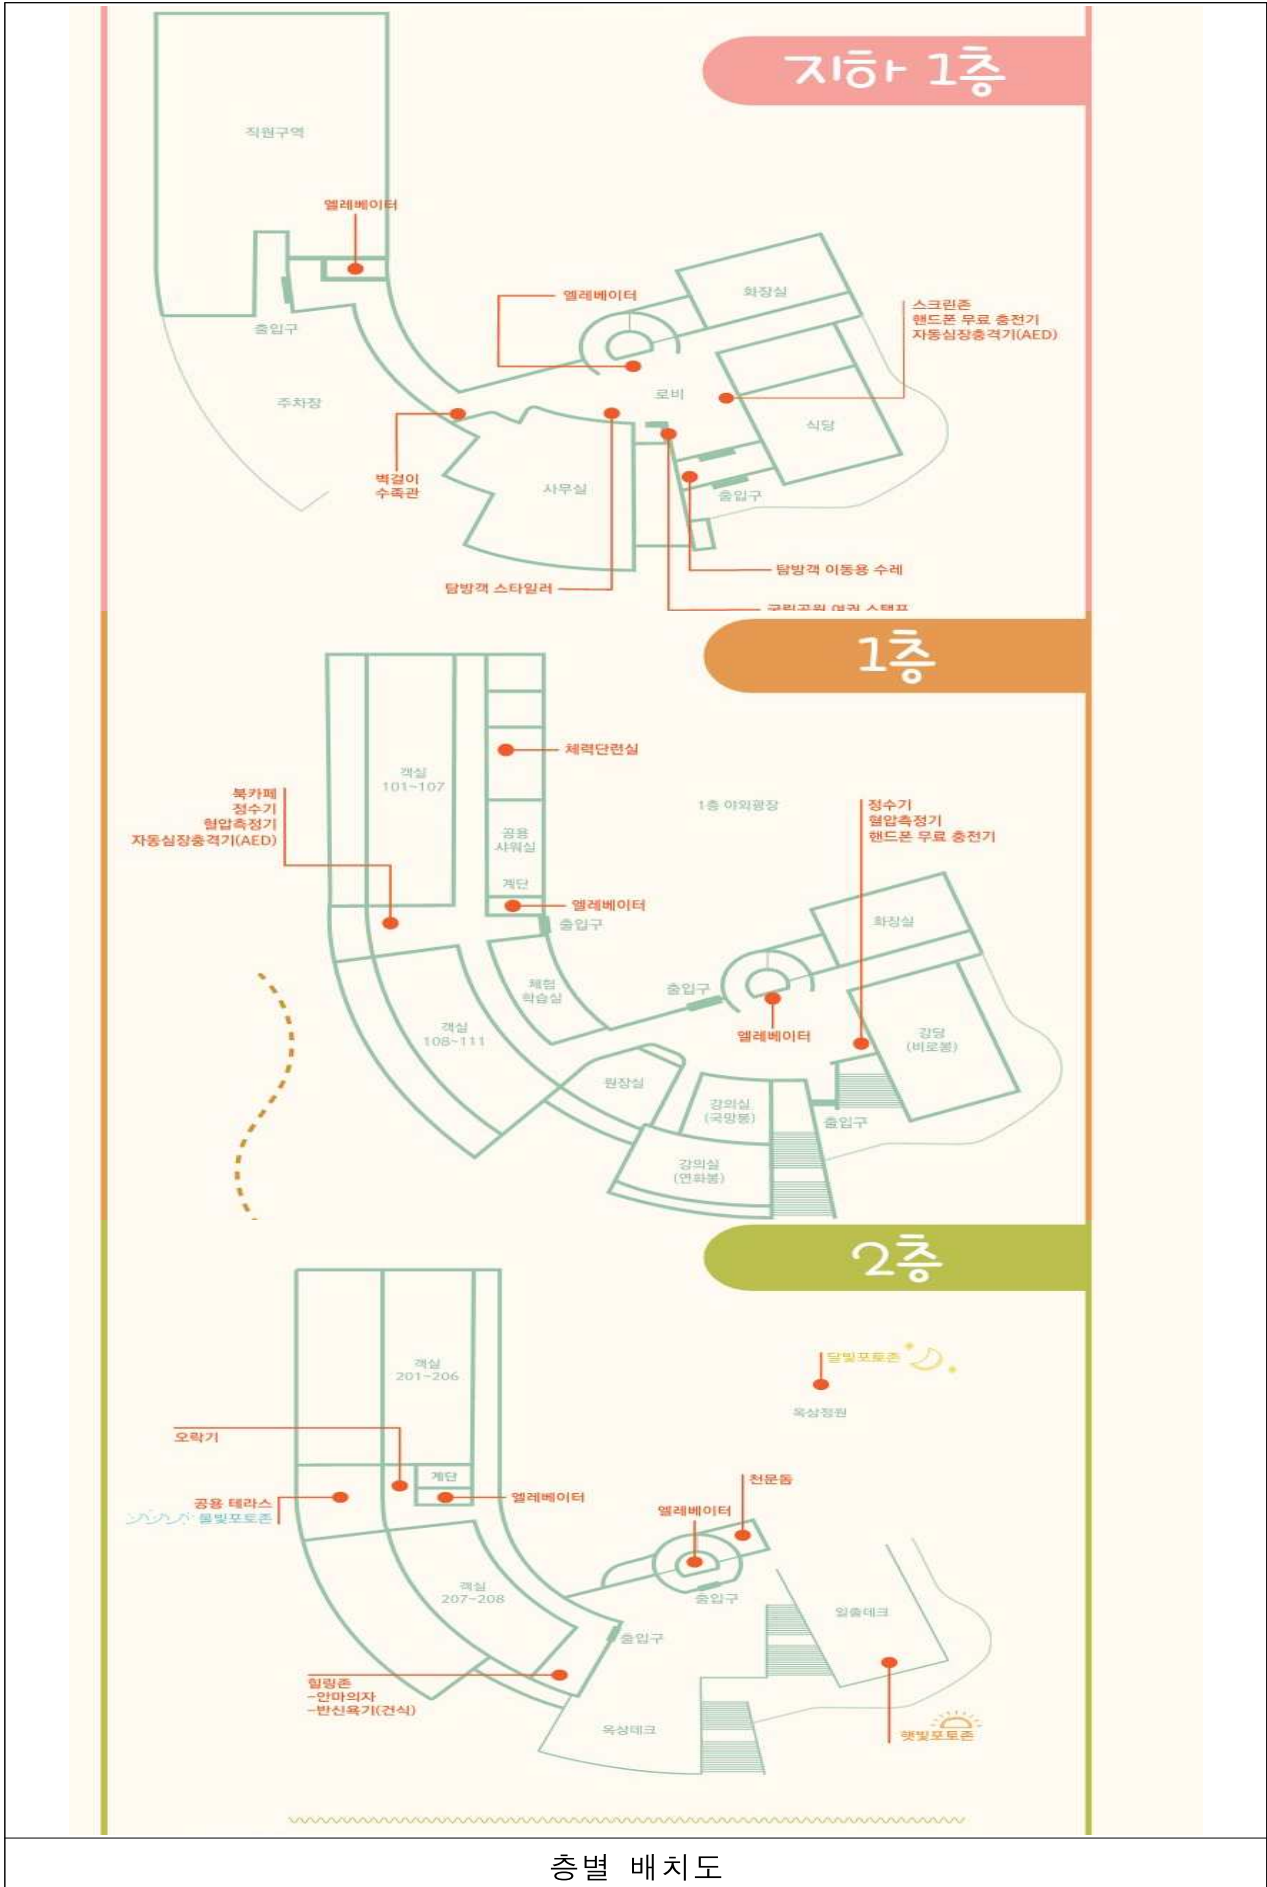 지하 1층
직원구역
엘레베이터
엘레베이터
화장실
스크린존
핸드폰 무료 충전기
자동심장충격기(AED)
출입구
주차장
로비
식당
벽걸이
수족관
사무실
출입구
탐방객 이동용 수레
탐방객 스타일러
국립공원 여권 스탬프
1층
체력단련실
객실
101~107
북카페
정수기
혈압측정기
자동심장충격기(AED)
1층 야외광장
정수기
혈압측정기
핸드폰 무료 충전기
공용
샤워실
계단
엘레베이터
출입구
화장실
체험
학습실
출입구
객실
108~111
엘레베이터
강당
(비로봉)
원장실
강의실
(국망봉)
출입구
강의실
(연화봉)
2층
달빛포토존
객실
201~206
옥상정원
오락기
계단
천문돔
엘레베이터
공용 테라스
물빛포토존
엘레베이터
객실
207~208
출입구
일출데크
출입구
힐링존
-안마의자
-반신욕기(건식)
옥상데크
햇빛포토존
층별 배치도